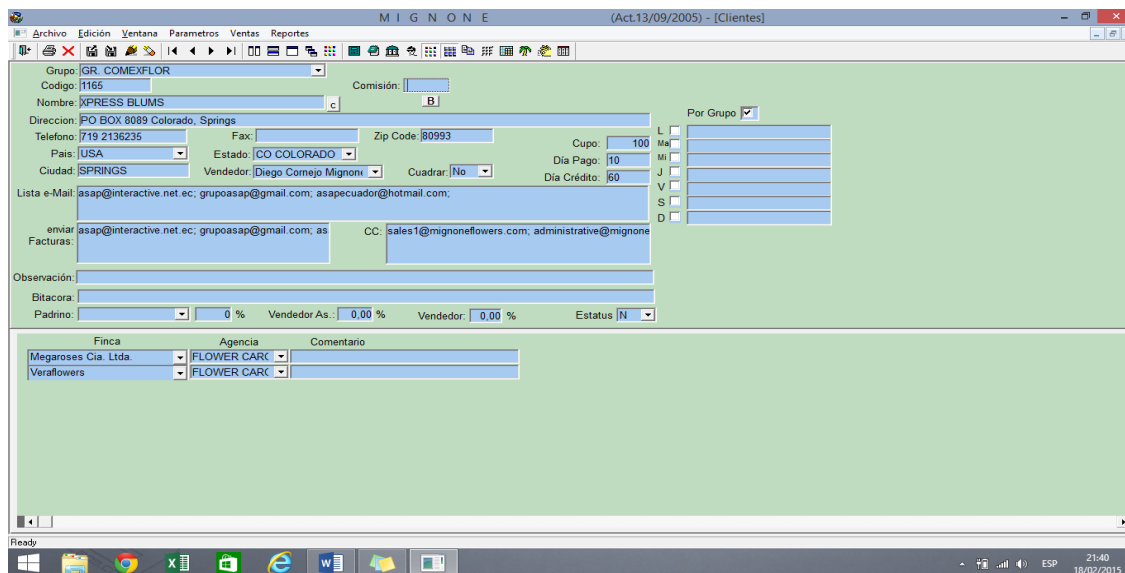 MIGNONE (Act.13/09/2005) - [Clientes]
Archivo Edición Ventana Parametros Ventas Reportes
Grupo: GR. COMEXFLOR
Codigo: 1165 Comisión:
Nombre: XPRESS BLUMS c B
Direccion: PO BOX 8089 Colorado, Springs
Por Grupo
Telefono: 719 2136235 Fax: Zip Code: 80993
Pais: USA Estado: CO COLORADO
Ciudad: SPRINGS Vendedor: Diego Cornejo Mignone Cuadrar: No
Cupo: 100
Día Pago: 10
Día Crédito: 60
L
Ma
Mi
J
V
S
D
Lista e-Mail: asap@interactive.net.ec; grupoasap@gmail.com; asapecuador@hotmail.com;
enviar Facturas: asap@interactive.net.ec; grupoasap@gmail.com; as CC: sales1@mignoneflowers.com; administrative@mignone
Observación:
Bitacora:
Padrino: 0 % Vendedor As.: 0,00 % Vendedor: 0,00 % Estatus N
Finca Agencia Comentario
Megaroses Cia. Ltda. FLOWER CARC
Veraflowers FLOWER CARC
Ready
ESP 21:40
18/02/2015